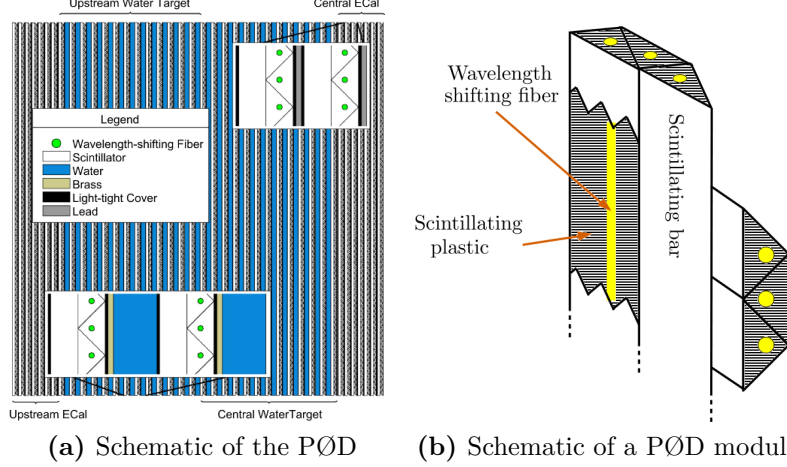 Upstream Water Target
Central ECal
Legend
Wavelength-shifting Fiber
Scintillator
Water
Brass
Light-tight Cover
Lead
Upstream ECal
Central WaterTarget
(a) Schematic of the PØD
Wavelength
shifting fiber
Scintillating
plastic
Scintillating bar
(b) Schematic of a PØD modul